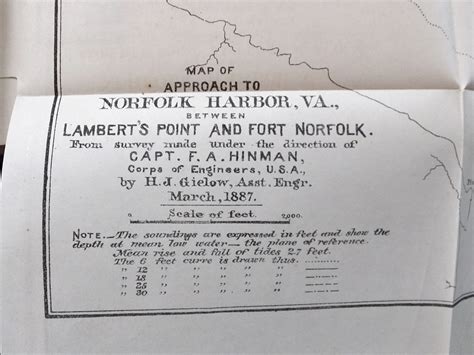 MAP OF
APPROACH TO
NORFOLK HARBOR, VA.,
BETWEEN
LAMBERT'S POINT AND FORT NORFOLK.
From survey made under the direction of
CAPT. F. A. HINMAN,
Corps of Engineers, U.S.A.,
by H. J. Gielow, Asst. Engr.
March, 1887.
Scale of feet. 2,000.
NOTE.— The soundings are expressed in feet and show the
depth at mean low water — the plane of reference.
Mean rise and fall of tides 2.7 feet.
The 6 feet curve is drawn thus.
" 12 " " " " "
" 18 " " " " "
" 25 " " " " "
" 30 " " " " "